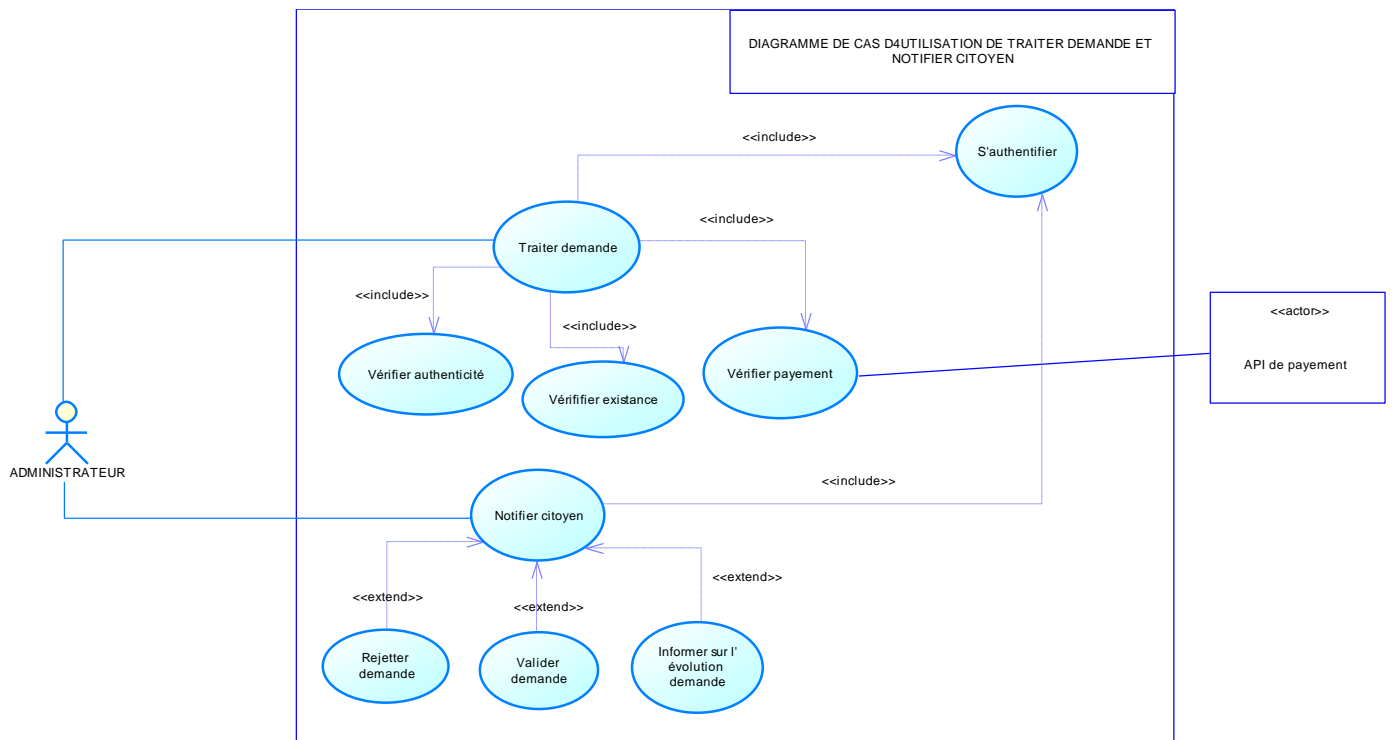 DIAGRAMME DE CAS D4UTILISATION DE TRAITER DEMANDE ET
NOTIFIER CITOYEN
<<include>>
S'authentifier
<<include>>
Traiter demande
<<include>>
<<include>>
<<actor>>
API de payement
Vérifier authenticité
Vérififier existance
Vérifier payement
ADMINISTRATEUR
<<include>>
Notifier citoyen
<<extend>>
<<extend>>
<<extend>>
Rejetter
demande
Valider
demande
Informer sur l'
évolution
demande